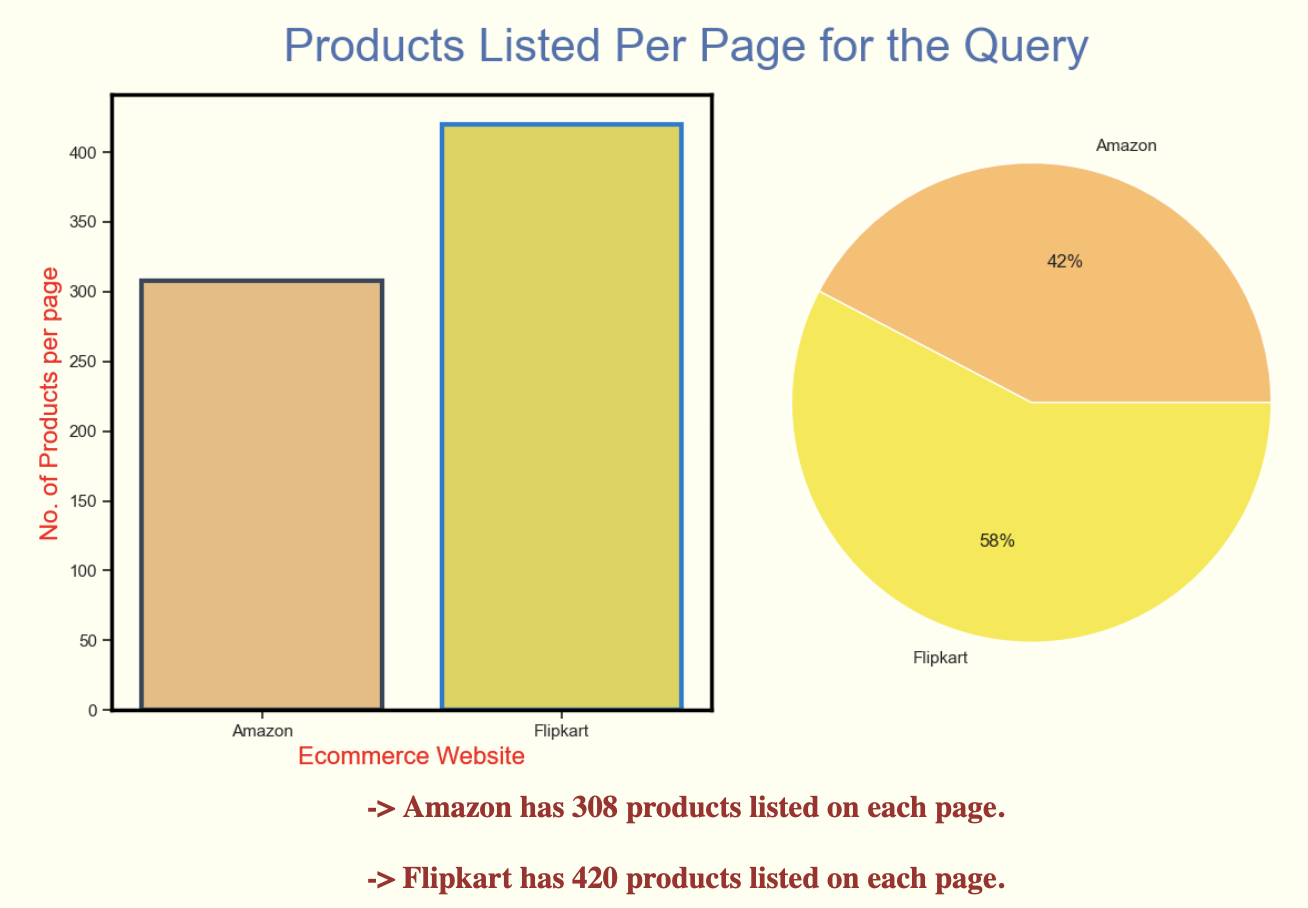 Products Listed Per Page for the Query
No. of Products per page
400
350
300
250
200
150
100
50
0
Amazon
Flipkart
Ecommerce Website
Amazon
42%
58%
Flipkart
-> Amazon has 308 products listed on each page.
-> Flipkart has 420 products listed on each page.